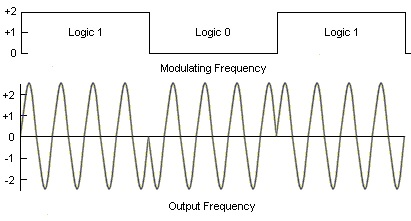 +2
+1
0
Logic 1 Logic 0 Logic 1
Modulating Frequency
+2
+1
0
-1
-2
Output Frequency